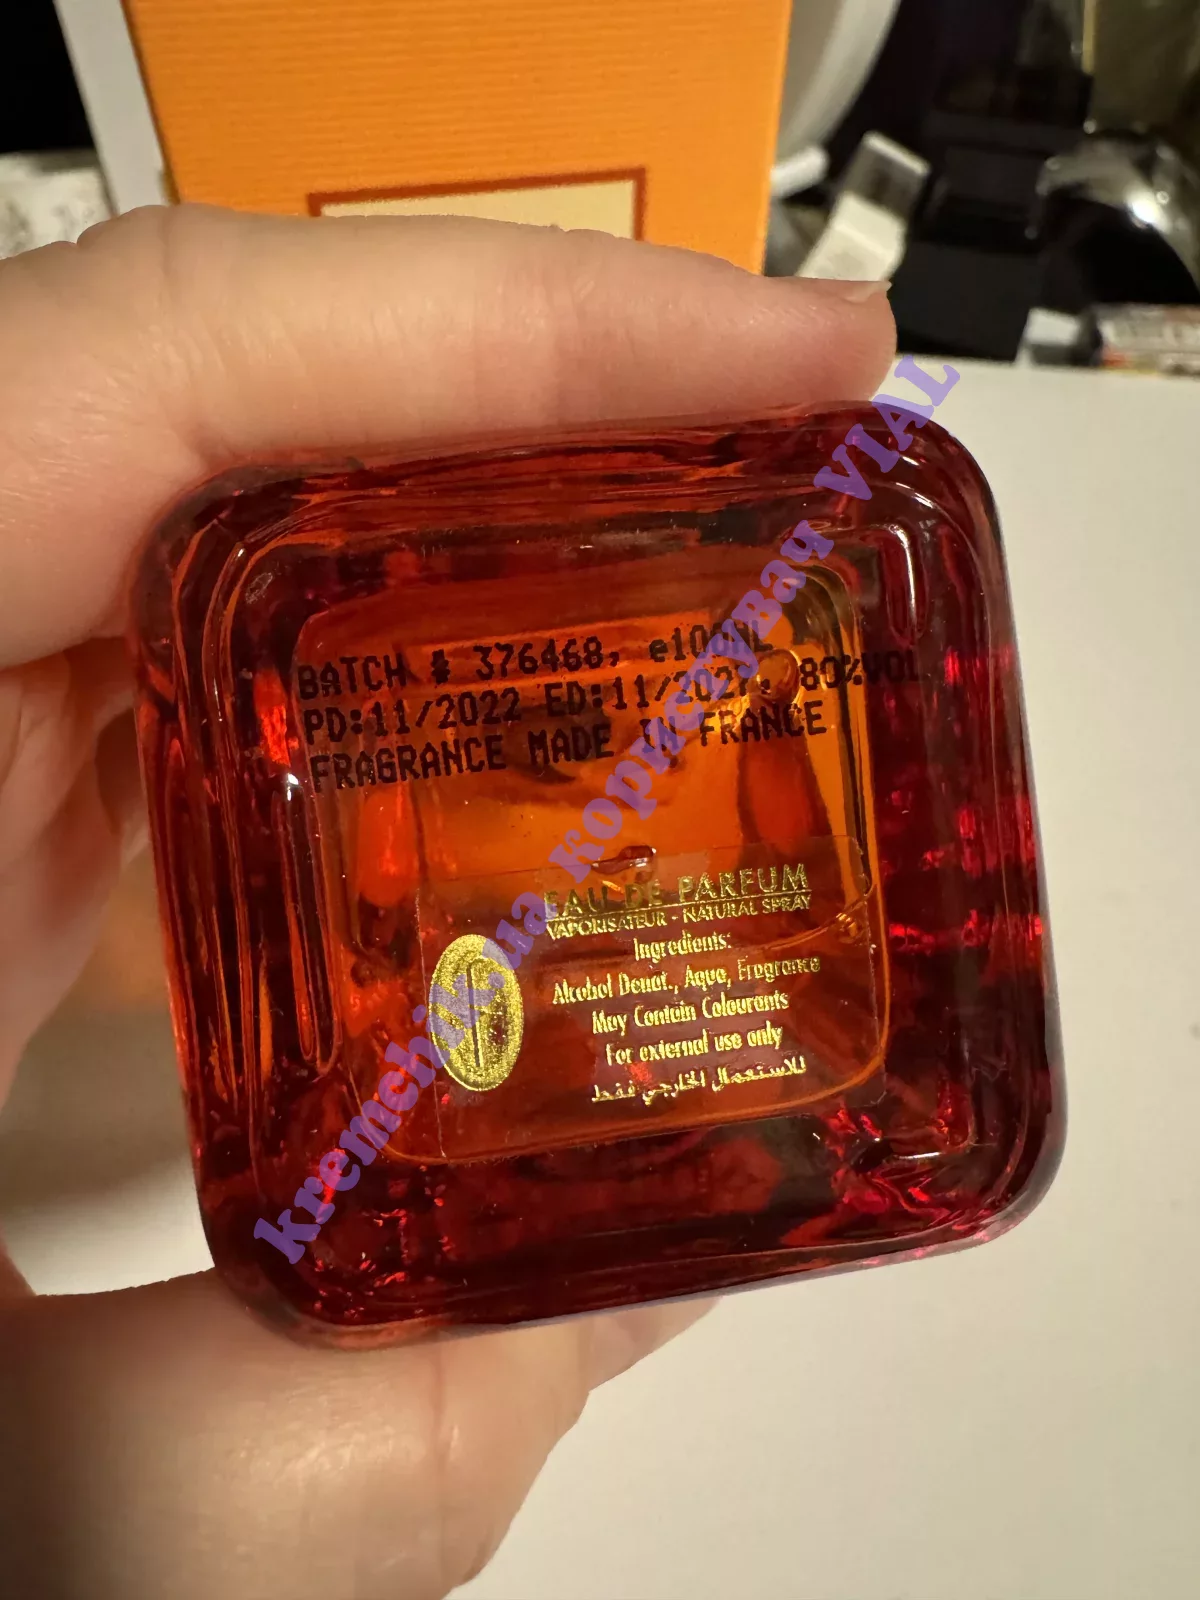 BATCH # 376468, e100ML
PD:11/2022 ED:11/2027, 80%VOL
FRAGRANCE MADE IN FRANCE
EAU DE PARFUM
VAPORISATEUR - NATURAL SPRAY
Ingredients:
Alcohol Denat., Aqua, Fragrance
May Contain Colourants
For external use only
للاستعمال الخارجي فقط
kremchik.ua користувач VIAL